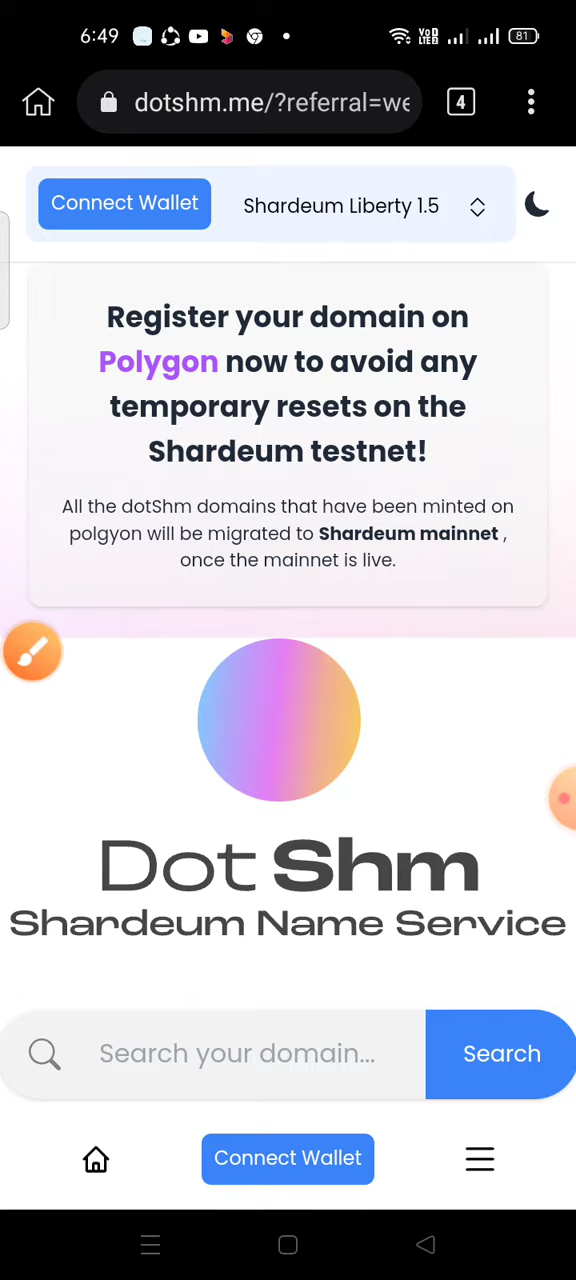 6:49
VoD
LTE2
81
dotshm.me/?referral=we
4
Connect Wallet
Shardeum Liberty 1.5
Register your domain on
Polygon now to avoid any
temporary resets on the
Shardeum testnet!
All the dotShm domains that have been minted on
polgyon will be migrated to Shardeum mainnet ,
once the mainnet is live.
Dot Shm
Shardeum Name Service
Search your domain...
Search
Connect Wallet